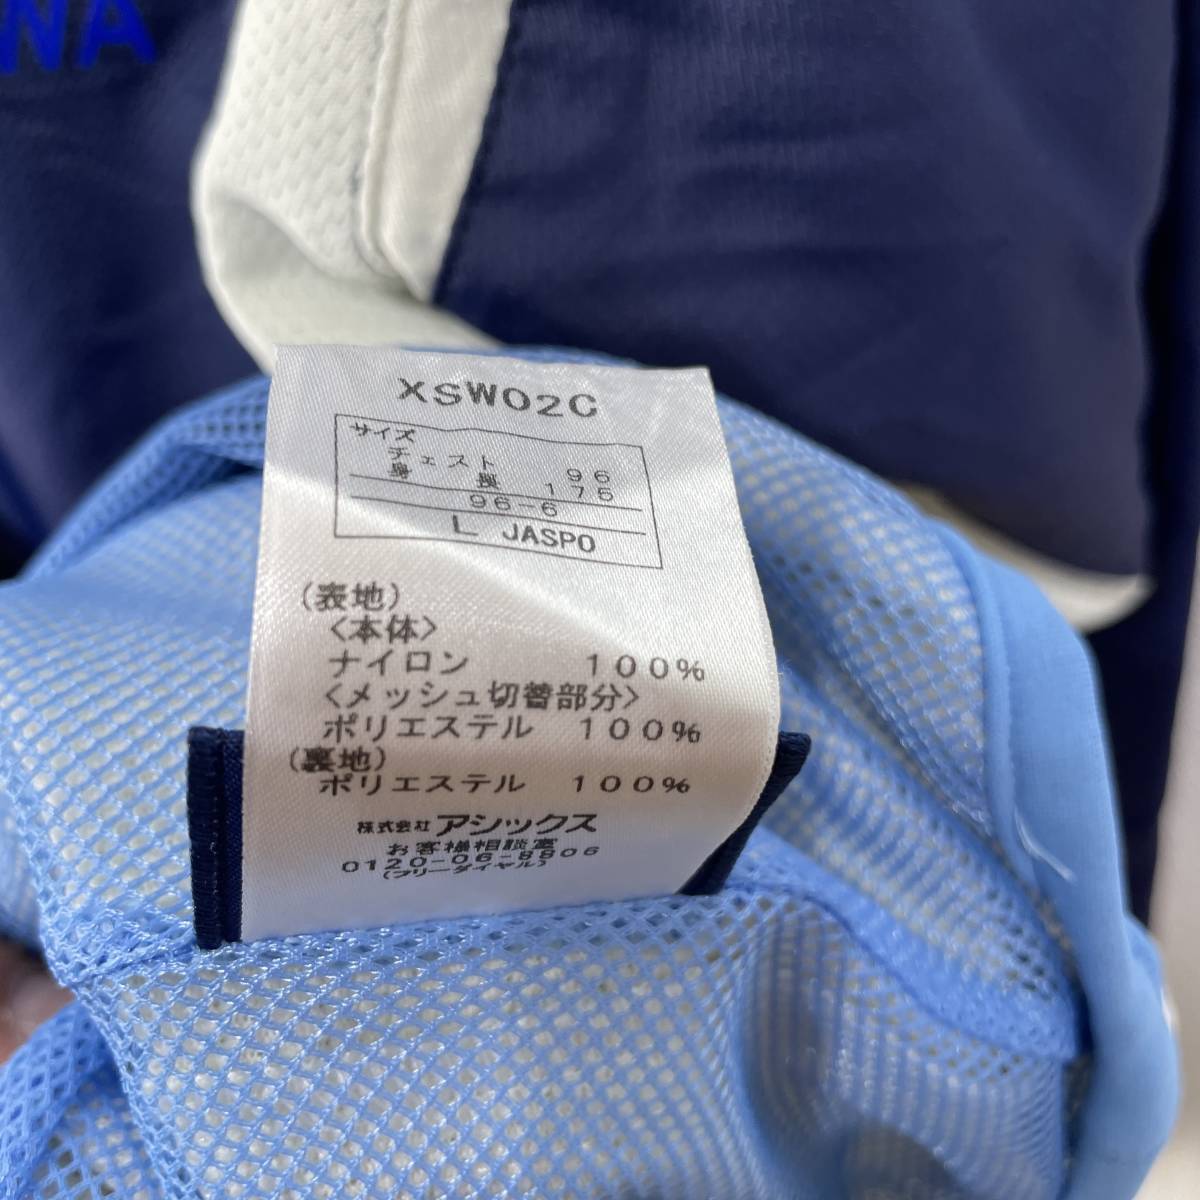 WA
XSW02C
サイズ
チェスト 96
身長 175
96-6
L JASPO
(表地)
<本体>
ナイロン 100%
<メッシュ切替部分>
ポリエステル 100%
(裏地)
ポリエステル 100%
株式会社アシックス
お客様相談室
0120-06-8806
(フリーダイヤル)